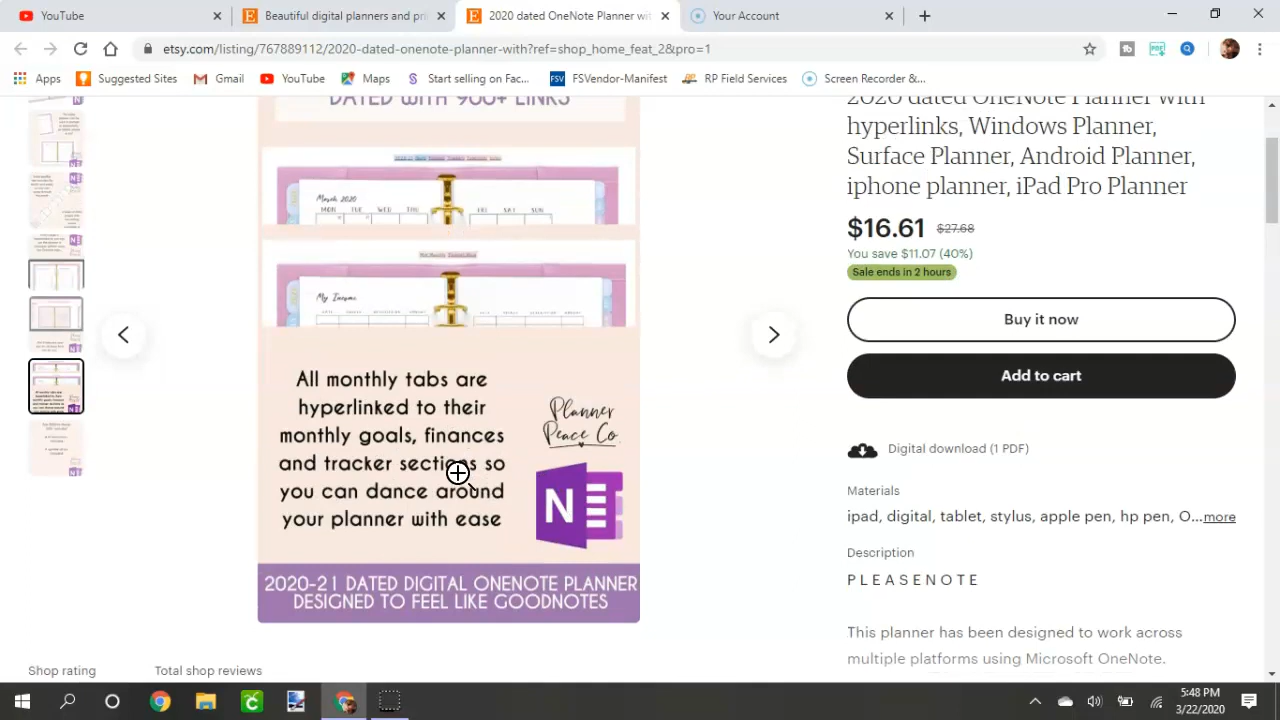 YouTube
Beautiful digital planners and pri
2020 dated OneNote Planner wit
Your Account
etsy.com/listing/767889112/2020-dated-onenote-planner-with?ref=shop_home_feat_2&pro=1
Apps
Suggested Sites
Gmail
YouTube
Maps
Start selling on Fac...
FSVendor-Manifest
RP Field Services
Screen Recorder &...
DATED WITH 900+ LINKS
March 2020
MON TUE WED THU FRI SAT SUN
My Income
All monthly tabs are
hyperlinked to their
monthly goals, finance
and tracker sections so
you can dance around
your planner with ease
Planner
Peace Co.
N
2020-21 DATED DIGITAL ONENOTE PLANNER
DESIGNED TO FEEL LIKE GOODNOTES
Shop rating
Total shop reviews
2020 dated OneNote Planner with
hyperlinks, Windows Planner,
Surface Planner, Android Planner,
iphone planner, iPad Pro Planner
$16.61 $27.68
You save $11.07 (40%)
Sale ends in 2 hours
Buy it now
Add to cart
Digital download (1 PDF)
Materials
ipad, digital, tablet, stylus, apple pen, hp pen, O...more
Description
P L E A S E N O T E
This planner has been designed to work across
multiple platforms using Microsoft OneNote.
5:48 PM
3/22/2020